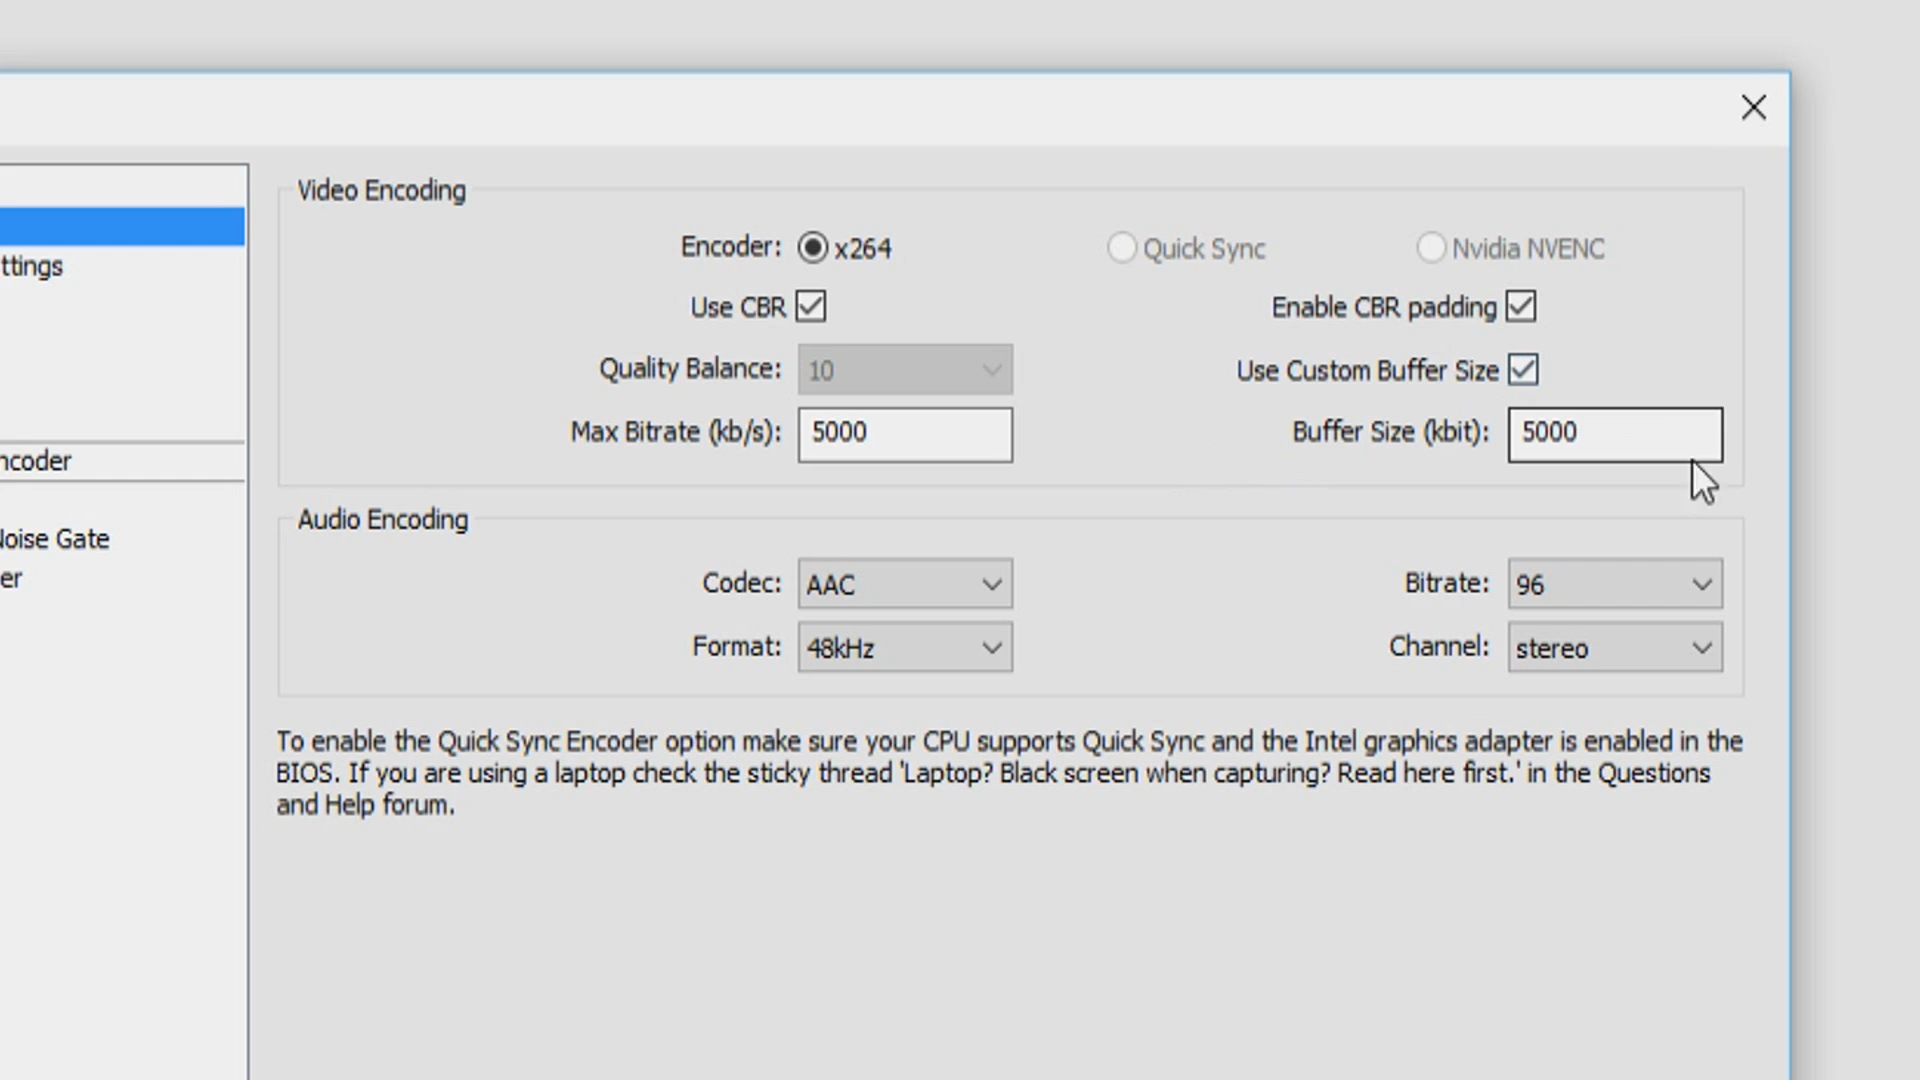 Video Encoding
Encoder: x264 Quick Sync Nvidia NVENC
ttings
Use CBR Enable CBR padding
Quality Balance: 10 Use Custom Buffer Size
Max Bitrate (kb/s): 5000 Buffer Size (kbit): 5000
ncoder
Audio Encoding
Noise Gate
er
Codec: AAC Bitrate: 96
Format: 48kHz Channel: stereo
To enable the Quick Sync Encoder option make sure your CPU supports Quick Sync and the Intel graphics adapter is enabled in the
BIOS. If you are using a laptop check the sticky thread 'Laptop? Black screen when capturing? Read here first.' in the Questions
and Help forum.